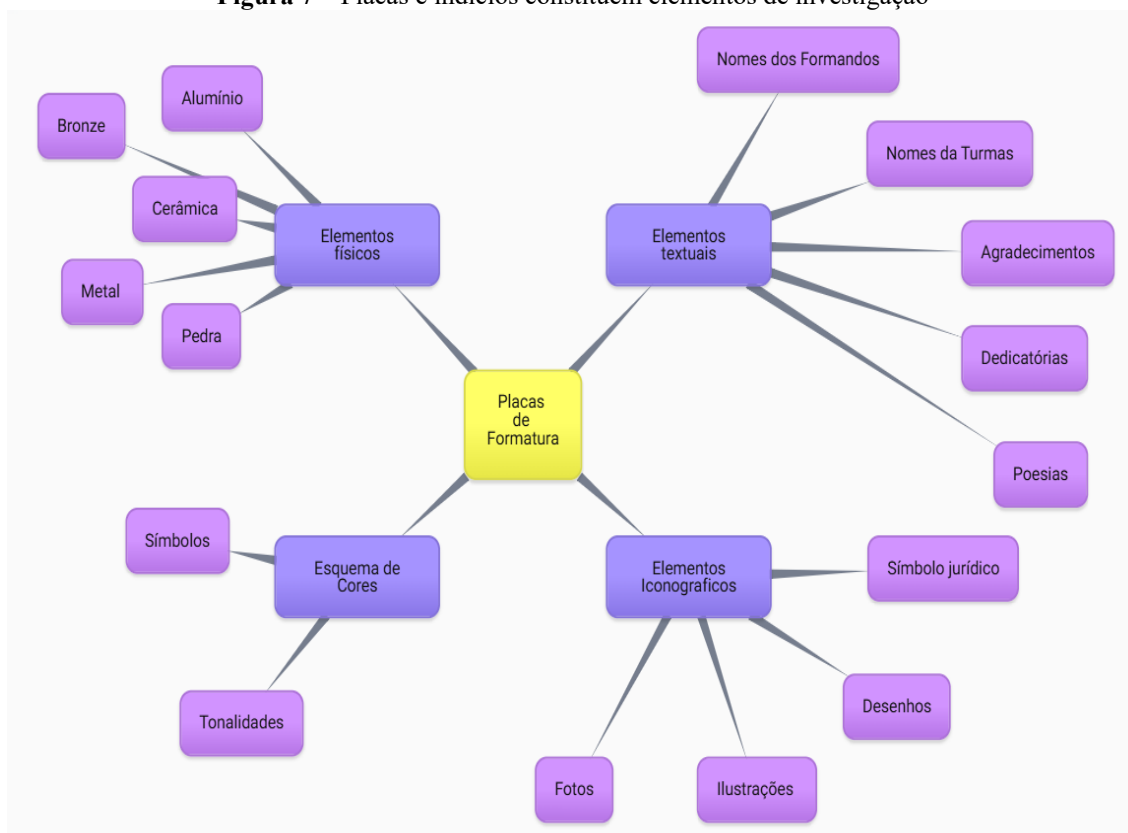 Figura 7 – Placas e indícios constituem elementos de investigação
Nomes dos Formandos
Alumínio
Bronze
Nomes da Turmas
Cerâmica
Elementos
físicos
Elementos
textuais
Agradecimentos
Metal
Pedra
Dedicatórias
Placas
de
Formatura
Poesias
Símbolos
Esquema de
Cores
Elementos
Iconograficos
Símbolo jurídico
Tonalidades
Desenhos
Fotos
Ilustrações